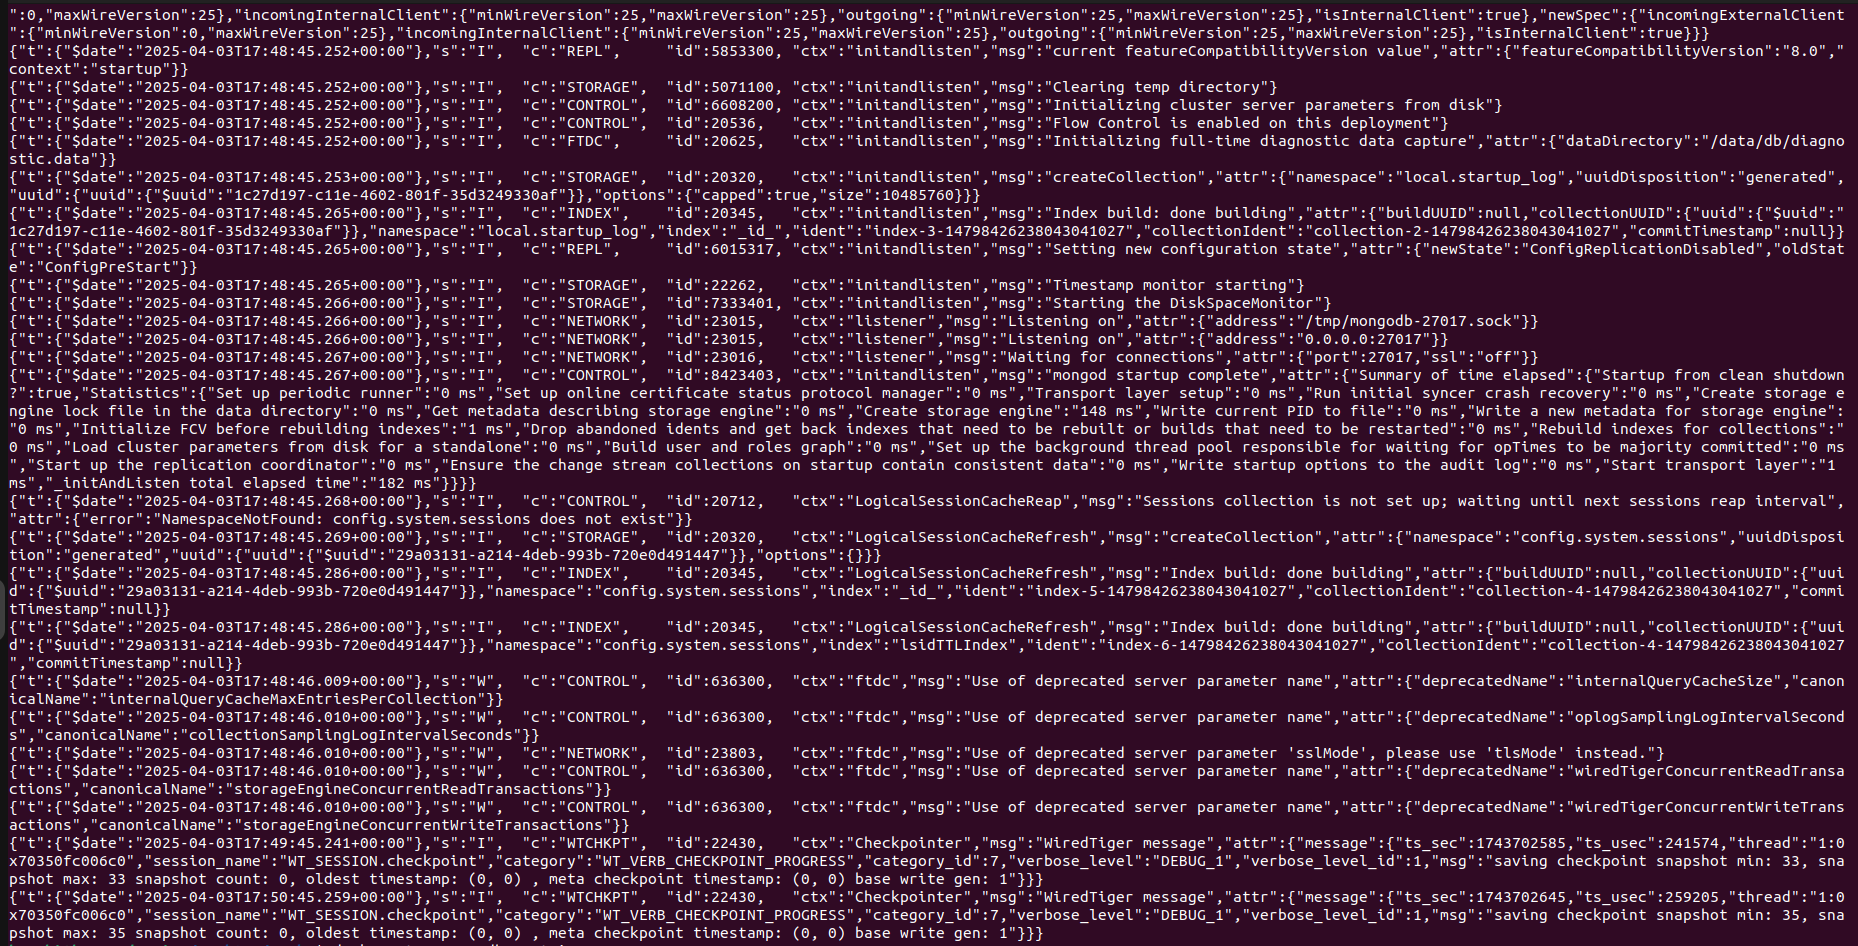 ":0,"maxWireVersion":25},"incomingInternalClient":{"minWireVersion":25,"maxWireVersion":25},"outgoing":{"minWireVersion":25,"maxWireVersion":25},"isInternalClient":true},"newSpec":{"incomingExternalClient
":{"minWireVersion":0,"maxWireVersion":25},"incomingInternalClient":{"minWireVersion":25,"maxWireVersion":25},"outgoing":{"minWireVersion":25,"maxWireVersion":25},"isInternalClient":true}}}
{"t":{"$date":"2025-04-03T17:48:45.252+00:00"},"s":"I",  "c":"REPL",     "id":5853300, "ctx":"initandlisten","msg":"current featureCompatibilityVersion value","attr":{"featureCompatibilityVersion":"8.0","
context":"startup"}}
{"t":{"$date":"2025-04-03T17:48:45.252+00:00"},"s":"I",  "c":"STORAGE",  "id":5071100, "ctx":"initandlisten","msg":"Clearing temp directory"}
{"t":{"$date":"2025-04-03T17:48:45.252+00:00"},"s":"I",  "c":"CONTROL",  "id":6608200, "ctx":"initandlisten","msg":"Initializing cluster server parameters from disk"}
{"t":{"$date":"2025-04-03T17:48:45.252+00:00"},"s":"I",  "c":"CONTROL",  "id":20536,   "ctx":"initandlisten","msg":"Flow Control is enabled on this deployment"}
{"t":{"$date":"2025-04-03T17:48:45.252+00:00"},"s":"I",  "c":"FTDC",     "id":20625,   "ctx":"initandlisten","msg":"Initializing full-time diagnostic data capture","attr":{"dataDirectory":"/data/db/diagno
stic.data"}}
{"t":{"$date":"2025-04-03T17:48:45.253+00:00"},"s":"I",  "c":"STORAGE",  "id":20320,   "ctx":"initandlisten","msg":"createCollection","attr":{"namespace":"local.startup_log","uuidDisposition":"generated",
"uuid":{"uuid":{"$uuid":"1c27d197-c11e-4602-801f-35d3249330af"}},"options":{"capped":true,"size":10485760}}}
{"t":{"$date":"2025-04-03T17:48:45.265+00:00"},"s":"I",  "c":"INDEX",    "id":20345,   "ctx":"initandlisten","msg":"Index build: done building","attr":{"buildUUID":null,"collectionUUID":{"uuid":{"$uuid":"
1c27d197-c11e-4602-801f-35d3249330af"}},"namespace":"local.startup_log","index":"_id_","ident":"index-3-14798426238043041027","collectionIdent":"collection-2-14798426238043041027","commitTimestamp":null}}
{"t":{"$date":"2025-04-03T17:48:45.265+00:00"},"s":"I",  "c":"REPL",     "id":6015317, "ctx":"initandlisten","msg":"Setting new configuration state","attr":{"newState":"ConfigReplicationDisabled","oldStat
e":"ConfigPreStart"}}
{"t":{"$date":"2025-04-03T17:48:45.265+00:00"},"s":"I",  "c":"STORAGE",  "id":22262,   "ctx":"initandlisten","msg":"Timestamp monitor starting"}
{"t":{"$date":"2025-04-03T17:48:45.266+00:00"},"s":"I",  "c":"STORAGE",  "id":7333401, "ctx":"initandlisten","msg":"Starting the DiskSpaceMonitor"}
{"t":{"$date":"2025-04-03T17:48:45.266+00:00"},"s":"I",  "c":"NETWORK",  "id":23015,   "ctx":"listener","msg":"Listening on","attr":{"address":"/tmp/mongodb-27017.sock"}}
{"t":{"$date":"2025-04-03T17:48:45.266+00:00"},"s":"I",  "c":"NETWORK",  "id":23015,   "ctx":"listener","msg":"Listening on","attr":{"address":"0.0.0.0:27017"}}
{"t":{"$date":"2025-04-03T17:48:45.267+00:00"},"s":"I",  "c":"NETWORK",  "id":23016,   "ctx":"listener","msg":"Waiting for connections","attr":{"port":27017,"ssl":"off"}}
{"t":{"$date":"2025-04-03T17:48:45.267+00:00"},"s":"I",  "c":"CONTROL",  "id":8423403, "ctx":"initandlisten","msg":"mongod startup complete","attr":{"Summary of time elapsed":{"Startup from clean shutdown
?":true,"Statistics":{"Set up periodic runner":"0 ms","Set up online certificate status protocol manager":"0 ms","Transport layer setup":"0 ms","Run initial syncer crash recovery":"0 ms","Create storage e
ngine lock file in the data directory":"0 ms","Get metadata describing storage engine":"0 ms","Create storage engine":"148 ms","Write current PID to file":"0 ms","Write a new metadata for storage engine":
"0 ms","Initialize FCV before rebuilding indexes":"1 ms","Drop abandoned idents and get back indexes that need to be rebuilt or builds that need to be restarted":"0 ms","Rebuild indexes for collections":"
0 ms","Load cluster parameters from disk for a standalone":"0 ms","Build user and roles graph":"0 ms","Set up the background thread pool responsible for waiting for opTimes to be majority committed":"0 ms
","Start up the replication coordinator":"0 ms","Ensure the change stream collections on startup contain consistent data":"0 ms","Write startup options to the audit log":"0 ms","Start transport layer":"1
ms","_initAndListen total elapsed time":"182 ms"}}}}
{"t":{"$date":"2025-04-03T17:48:45.268+00:00"},"s":"I",  "c":"CONTROL",  "id":20712,   "ctx":"LogicalSessionCacheReap","msg":"Sessions collection is not set up; waiting until next sessions reap interval",
"attr":{"error":"NamespaceNotFound: config.system.sessions does not exist"}}
{"t":{"$date":"2025-04-03T17:48:45.269+00:00"},"s":"I",  "c":"STORAGE",  "id":20320,   "ctx":"LogicalSessionCacheRefresh","msg":"createCollection","attr":{"namespace":"config.system.sessions","uuidDisposi
tion":"generated","uuid":{"uuid":{"$uuid":"29a03131-a214-4deb-993b-720e0d491447"}},"options":{}}}
{"t":{"$date":"2025-04-03T17:48:45.286+00:00"},"s":"I",  "c":"INDEX",    "id":20345,   "ctx":"LogicalSessionCacheRefresh","msg":"Index build: done building","attr":{"buildUUID":null,"collectionUUID":{"uui
d":{"$uuid":"29a03131-a214-4deb-993b-720e0d491447"}},"namespace":"config.system.sessions","index":"_id_","ident":"index-5-14798426238043041027","collectionIdent":"collection-4-14798426238043041027","commi
tTimestamp":null}}
{"t":{"$date":"2025-04-03T17:48:45.286+00:00"},"s":"I",  "c":"INDEX",    "id":20345,   "ctx":"LogicalSessionCacheRefresh","msg":"Index build: done building","attr":{"buildUUID":null,"collectionUUID":{"uui
d":{"$uuid":"29a03131-a214-4deb-993b-720e0d491447"}},"namespace":"config.system.sessions","index":"lsidTTLIndex","ident":"index-6-14798426238043041027","collectionIdent":"collection-4-14798426238043041027
","commitTimestamp":null}}
{"t":{"$date":"2025-04-03T17:48:46.009+00:00"},"s":"W",  "c":"CONTROL",  "id":636300,  "ctx":"ftdc","msg":"Use of deprecated server parameter name","attr":{"deprecatedName":"internalQueryCacheSize","canon
icalName":"internalQueryCacheMaxEntriesPerCollection"}}
{"t":{"$date":"2025-04-03T17:48:46.010+00:00"},"s":"W",  "c":"CONTROL",  "id":636300,  "ctx":"ftdc","msg":"Use of deprecated server parameter name","attr":{"deprecatedName":"oplogSamplingLogIntervalSecond
s","canonicalName":"collectionSamplingLogIntervalSeconds"}}
{"t":{"$date":"2025-04-03T17:48:46.010+00:00"},"s":"W",  "c":"NETWORK",  "id":23803,   "ctx":"ftdc","msg":"Use of deprecated server parameter 'sslMode', please use 'tlsMode' instead."}
{"t":{"$date":"2025-04-03T17:48:46.010+00:00"},"s":"W",  "c":"CONTROL",  "id":636300,  "ctx":"ftdc","msg":"Use of deprecated server parameter name","attr":{"deprecatedName":"wiredTigerConcurrentReadTransa
ctions","canonicalName":"storageEngineConcurrentReadTransactions"}}
{"t":{"$date":"2025-04-03T17:48:46.010+00:00"},"s":"W",  "c":"CONTROL",  "id":636300,  "ctx":"ftdc","msg":"Use of deprecated server parameter name","attr":{"deprecatedName":"wiredTigerConcurrentWriteTrans
actions","canonicalName":"storageEngineConcurrentWriteTransactions"}}
{"t":{"$date":"2025-04-03T17:49:45.241+00:00"},"s":"I",  "c":"WTCHKPT",  "id":22430,   "ctx":"Checkpointer","msg":"WiredTiger message","attr":{"message":{"ts_sec":1743702585,"ts_usec":241574,"thread":"1:0
x70350fc006c0","session_name":"WT_SESSION.checkpoint","category":"WT_VERB_CHECKPOINT_PROGRESS","category_id":7,"verbose_level":"DEBUG_1","verbose_level_id":1,"msg":"saving checkpoint snapshot min: 33, sna
pshot max: 33 snapshot count: 0, oldest timestamp: (0, 0) , meta checkpoint timestamp: (0, 0) base write gen: 1"}}}
{"t":{"$date":"2025-04-03T17:50:45.259+00:00"},"s":"I",  "c":"WTCHKPT",  "id":22430,   "ctx":"Checkpointer","msg":"WiredTiger message","attr":{"message":{"ts_sec":1743702645,"ts_usec":259205,"thread":"1:0
x70350fc006c0","session_name":"WT_SESSION.checkpoint","category":"WT_VERB_CHECKPOINT_PROGRESS","category_id":7,"verbose_level":"DEBUG_1","verbose_level_id":1,"msg":"saving checkpoint snapshot min: 35, sna
pshot max: 35 snapshot count: 0, oldest timestamp: (0, 0) , meta checkpoint timestamp: (0, 0) base write gen: 1"}}}